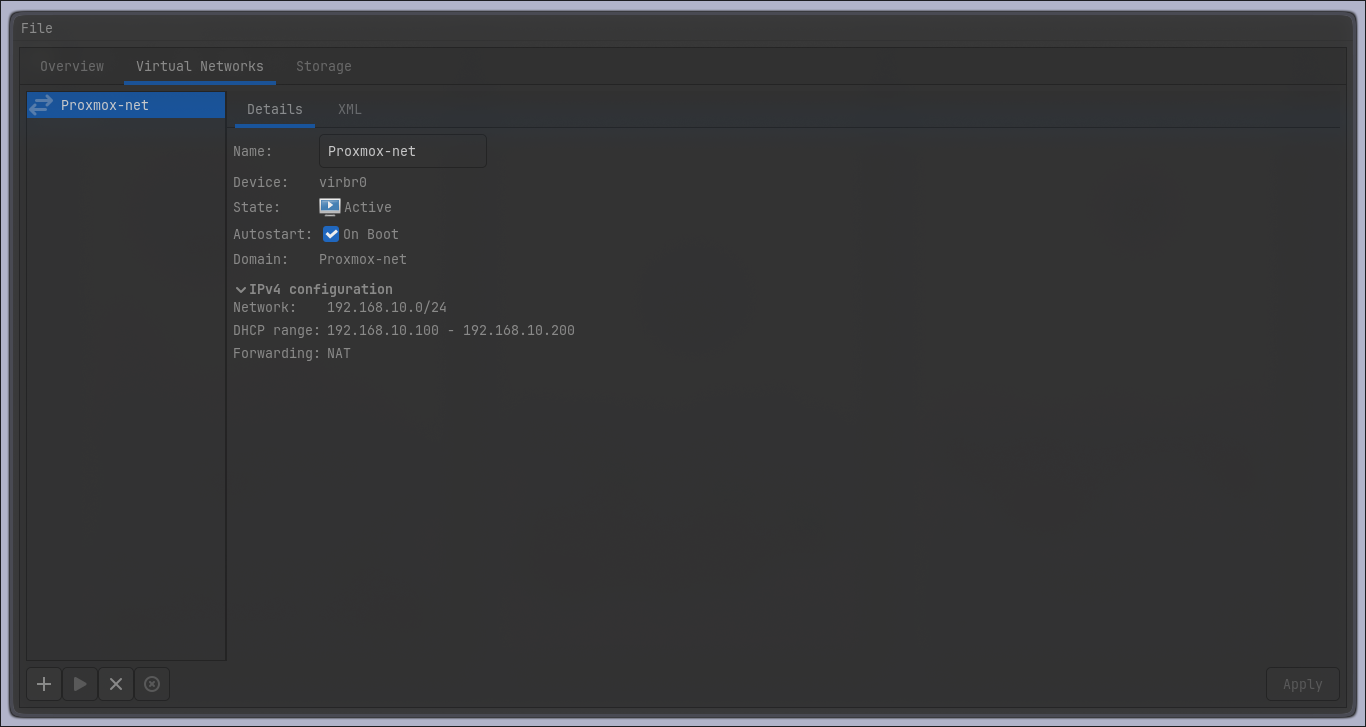 File
Overview Virtual Networks Storage
Proxmox-net
Details XML
Name: Proxmox-net
Device: virbr0
State: Active
Autostart: On Boot
Domain: Proxmox-net
IPv4 configuration
Network: 192.168.10.0/24
DHCP range: 192.168.10.100 - 192.168.10.200
Forwarding: NAT
Apply